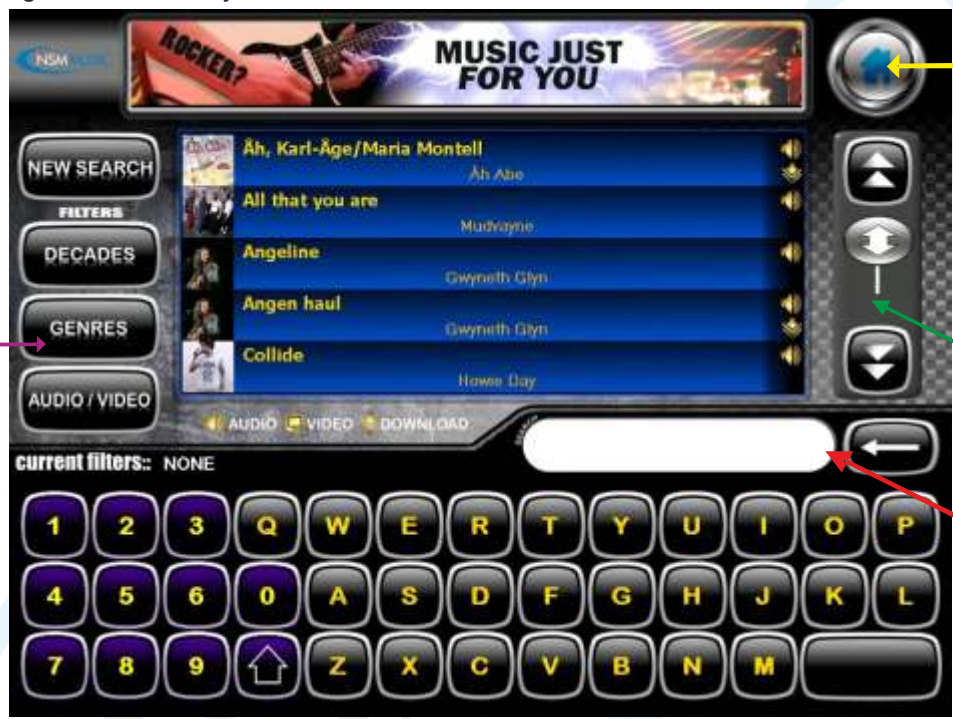 NSM
ROCKER?
MUSIC JUST
FOR YOU
NEW SEARCH
FILTERS
DECADES
GENRES
AUDIO / VIDEO
Åh, Karl-Åge/Maria Montell
Åh Abe
All that you are
Mudvayne
Angeline
Gwyneth Glyn
Angen haul
Gwyneth Glyn
Collide
Howie Day
AUDIO VIDEO DOWNLOAD
current filters:: NONE
1 2 3 Q W E R T Y U I O P
4 5 6 0 A S D F G H J K L
7 8 9 Z X C V B N M